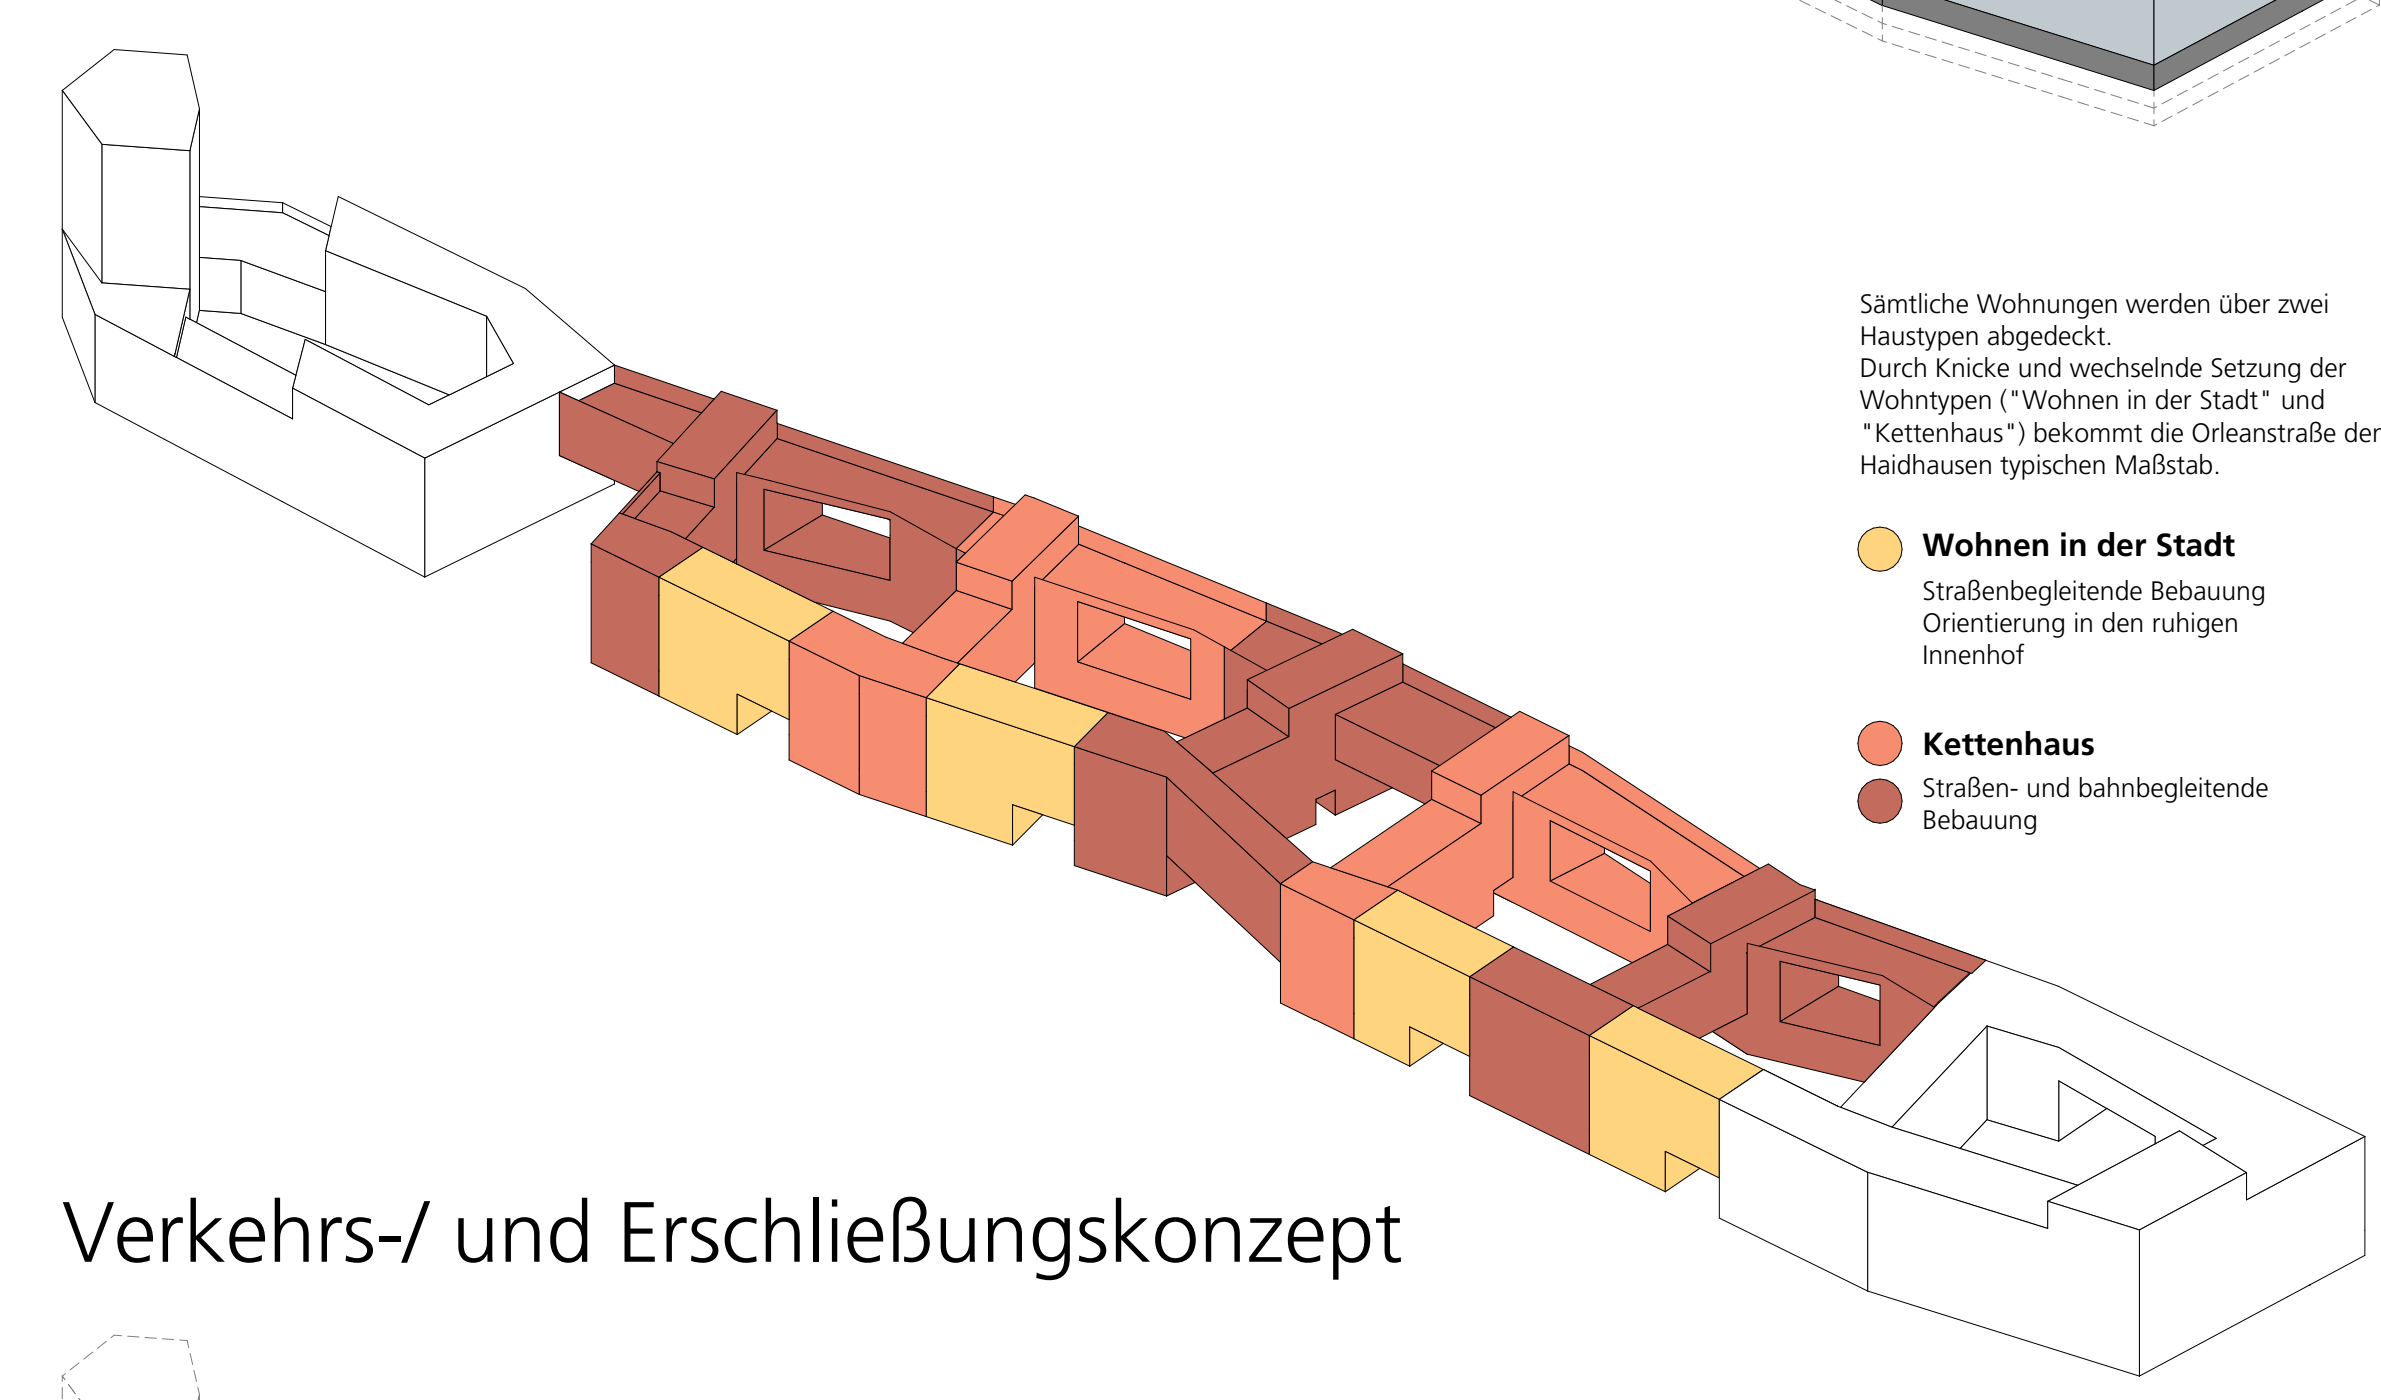 Sämtliche Wohnungen werden über zwei
Haustypen abgedeckt.
Durch Knicke und wechselnde Setzung der
Wohntypen ("Wohnen in der Stadt" und
"Kettenhaus") bekommt die Orleanstraße der
Haidhausen typischen Maßstab.
Wohnen in der Stadt
Straßenbegleitende Bebauung
Orientierung in den ruhigen
Innenhof
Kettenhaus
Straßen- und bahnbegleitende
Bebauung
Verkehrs-/ und Erschließungskonzept